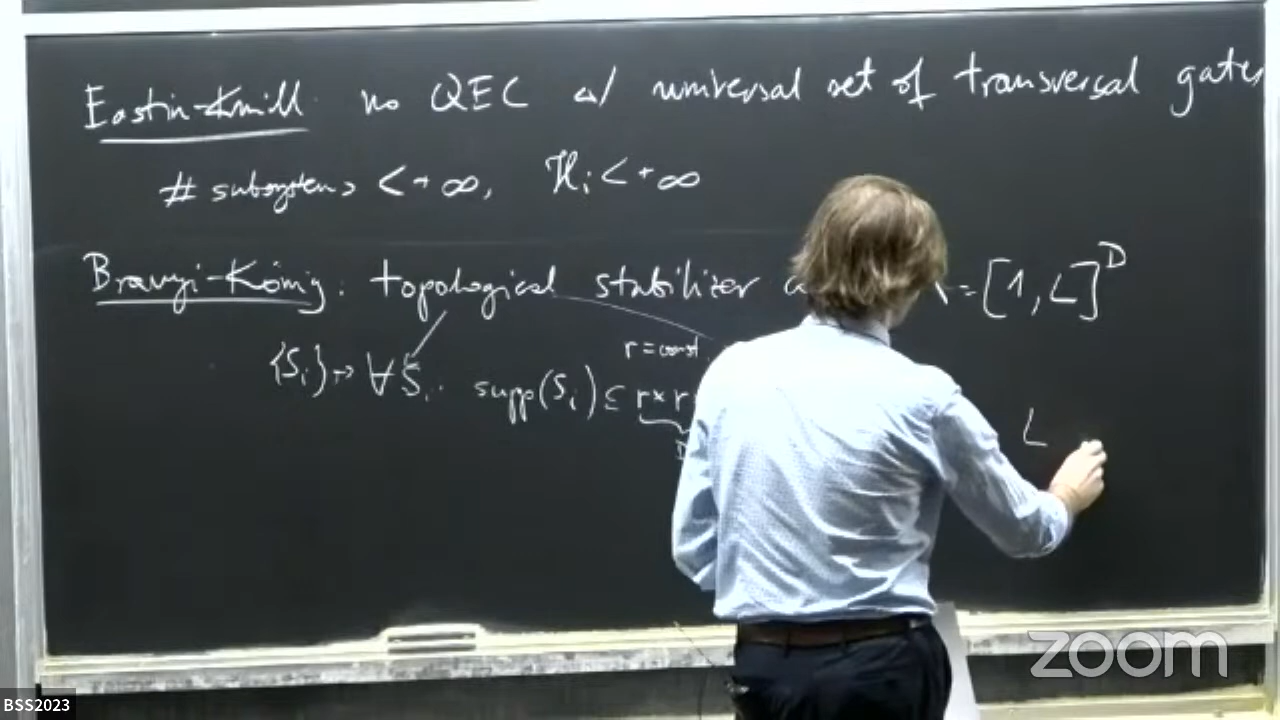 Eastin-Knill: no QEC w/ universal set of transversal gates
# subsystems < +∞, ℋi < +∞
Bravyi-König: topological stabilizer = [1, L]^D
r = const
{Si} → ∀ Si supp(Si) ⊆ r × r
L
zoom
BSS2023